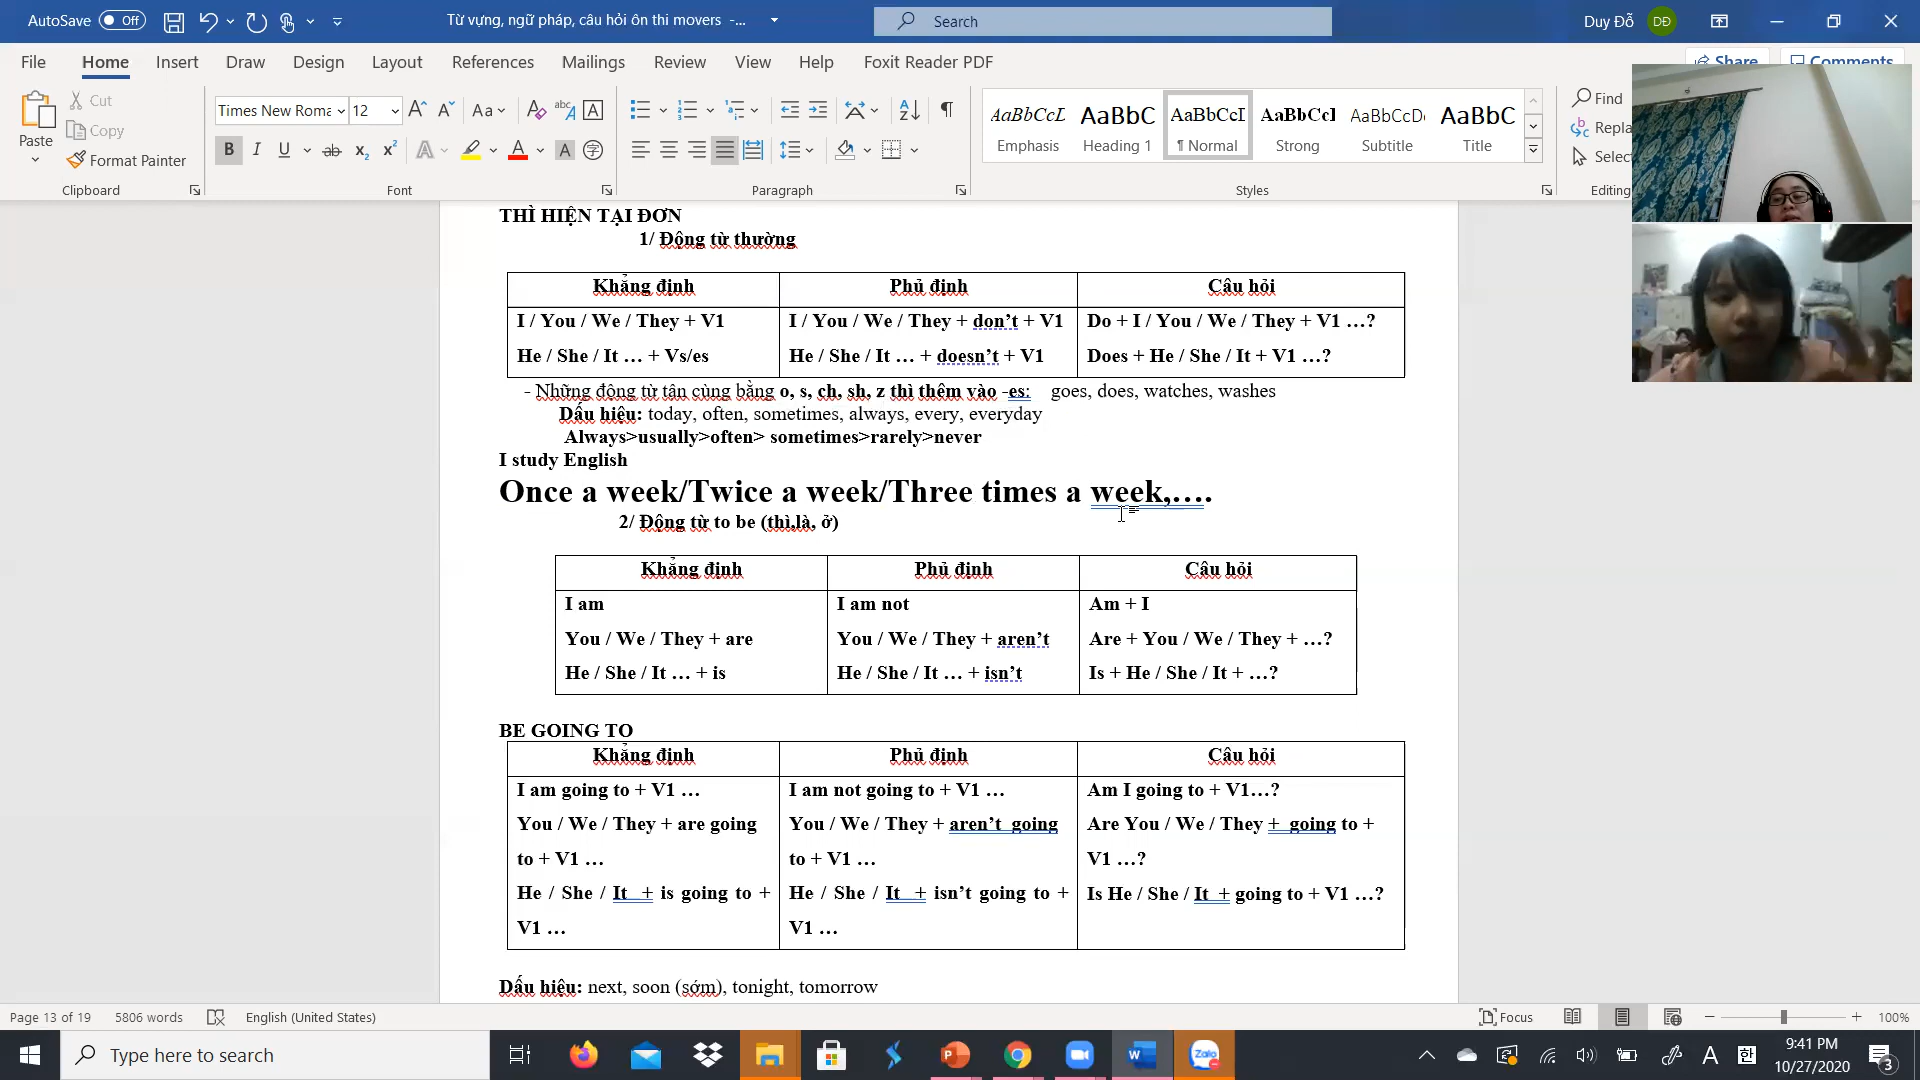 AutoSave Off Từ vựng, ngữ pháp, câu hỏi ôn thi movers -... Search Duy Đỗ DĐ
File Home Insert Draw Design Layout References Mailings Review View Help Foxit Reader PDF Share Comments
Paste Cut Copy Format Painter Clipboard
Times New Roma 12 Font
Paragraph
AaBbCcL AaBbC AaBbCcI AaBbCcI AaBbCcD AaBbC
Emphasis Heading 1 ¶ Normal Strong Subtitle Title
Styles
Find
Repla
Selec
Editing
THÌ HIỆN TẠI ĐƠN
1/ Động từ thường
Khẳng định Phủ định Câu hỏi
I / You / We / They + V1 I / You / We / They + don’t + V1 Do + I / You / We / They + V1 …?
He / She / It … + Vs/es He / She / It … + doesn’t + V1 Does + He / She / It + V1 …?
- Những động từ tận cùng bằng o, s, ch, sh, z thì thêm vào -es: goes, does, watches, washes
Dấu hiệu: today, often, sometimes, always, every, everyday
Always>usually>often> sometimes>rarely>never
I study English
Once a week/Twice a week/Three times a week,….
2/ Động từ to be (thì,là, ở)
Khẳng định Phủ định Câu hỏi
I am I am not Am + I
You / We / They + are You / We / They + aren’t Are + You / We / They + …?
He / She / It … + is He / She / It … + isn’t Is + He / She / It + …?
BE GOING TO
Khẳng định Phủ định Câu hỏi
I am going to + V1 … I am not going to + V1 … Am I going to + V1…?
You / We / They + are going You / We / They + aren’t going Are You / We / They + going to +
to + V1 … to + V1 … V1 …?
He / She / It + is going to + He / She / It + isn’t going to + Is He / She / It + going to + V1 …?
V1 … V1 …
Dấu hiệu: next, soon (sớm), tonight, tomorrow
Page 13 of 19 5806 words English (United States) Focus 100%
Type here to search Zalo A 한 9:41 PM
10/27/2020 3